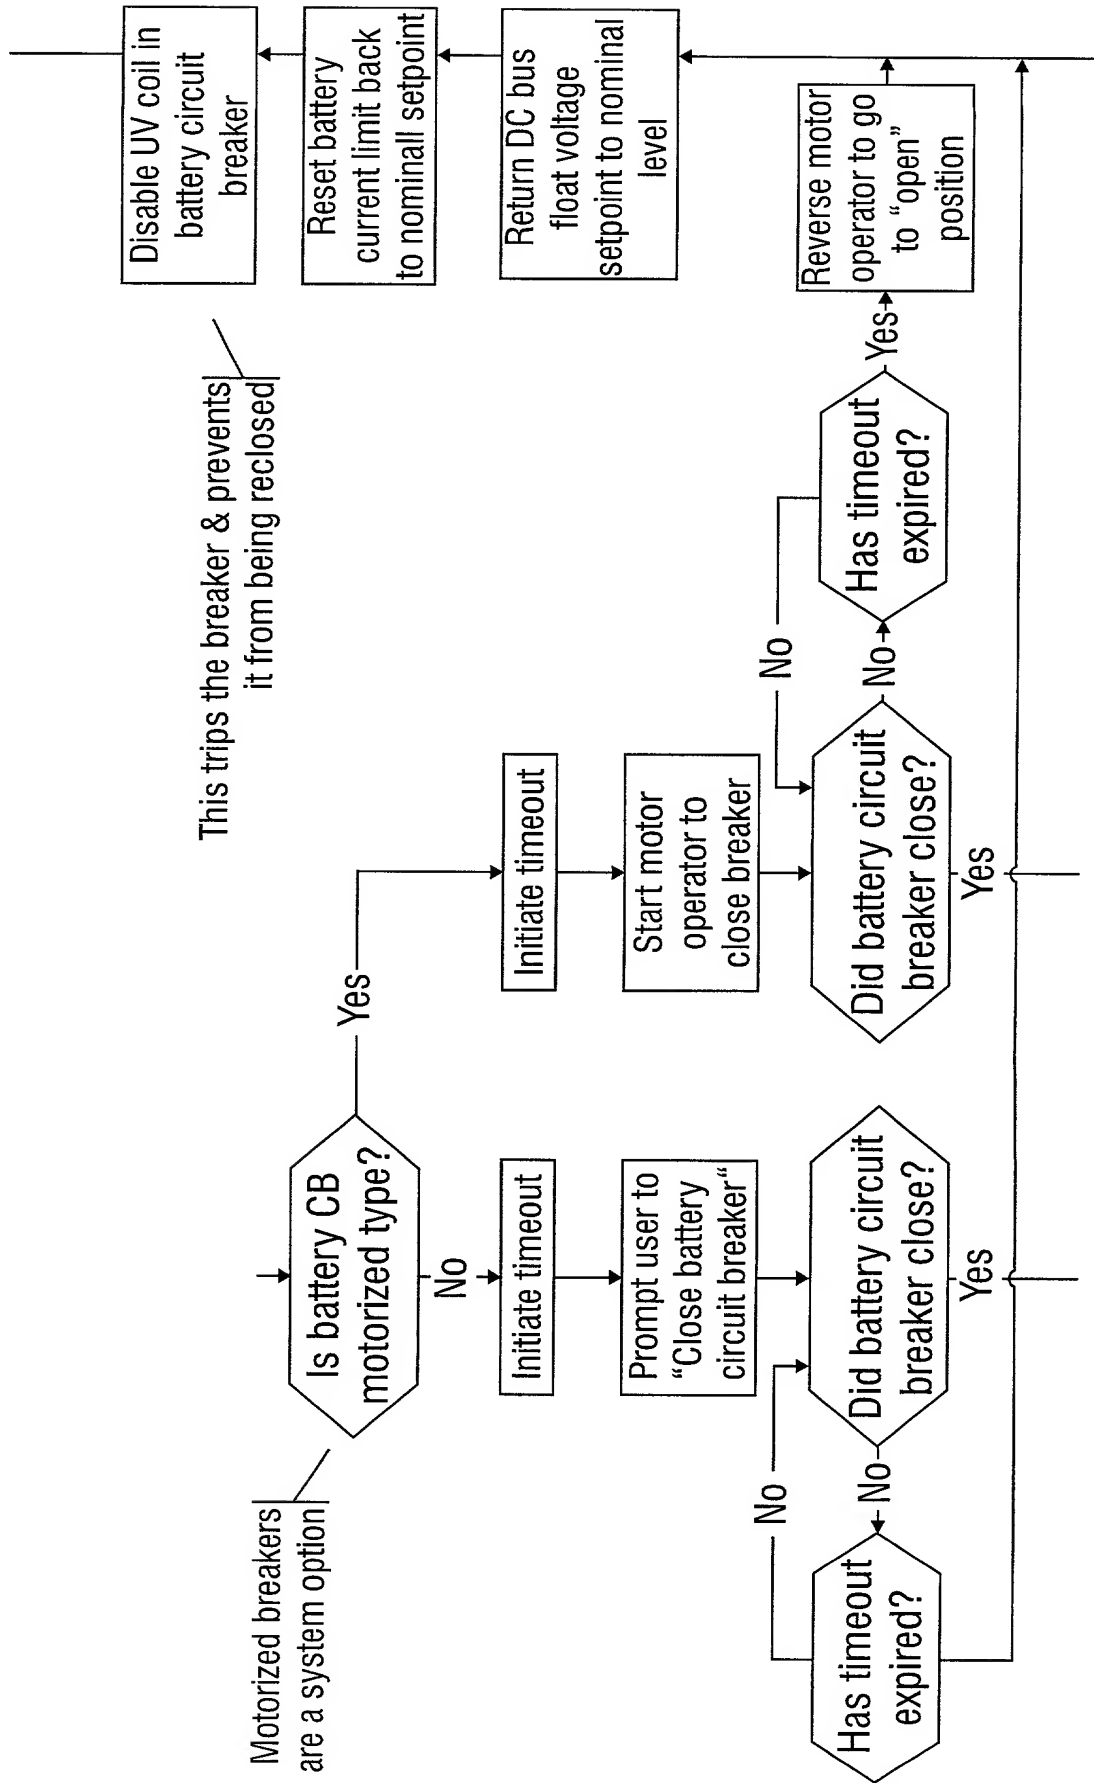 Motorized breakers
are a system option
Is battery CB
motorized type?
Yes
No
Initiate timeout
Prompt user to
“Close battery
circuit breaker“
Did battery circuit
breaker close?
Yes
No
Has timeout
expired?
No
Initiate timeout
Start motor
operator to
close breaker
Did battery circuit
breaker close?
Yes
No
Has timeout
expired?
No
Yes
Reverse motor
operator to go
to “open”
position
Return DC bus
float voltage
setpoint to nominal
level
Reset battery
current limit back
to nominall setpoint
Disable UV coil in
battery circuit
breaker
This trips the breaker & prevents
it from being reclosed